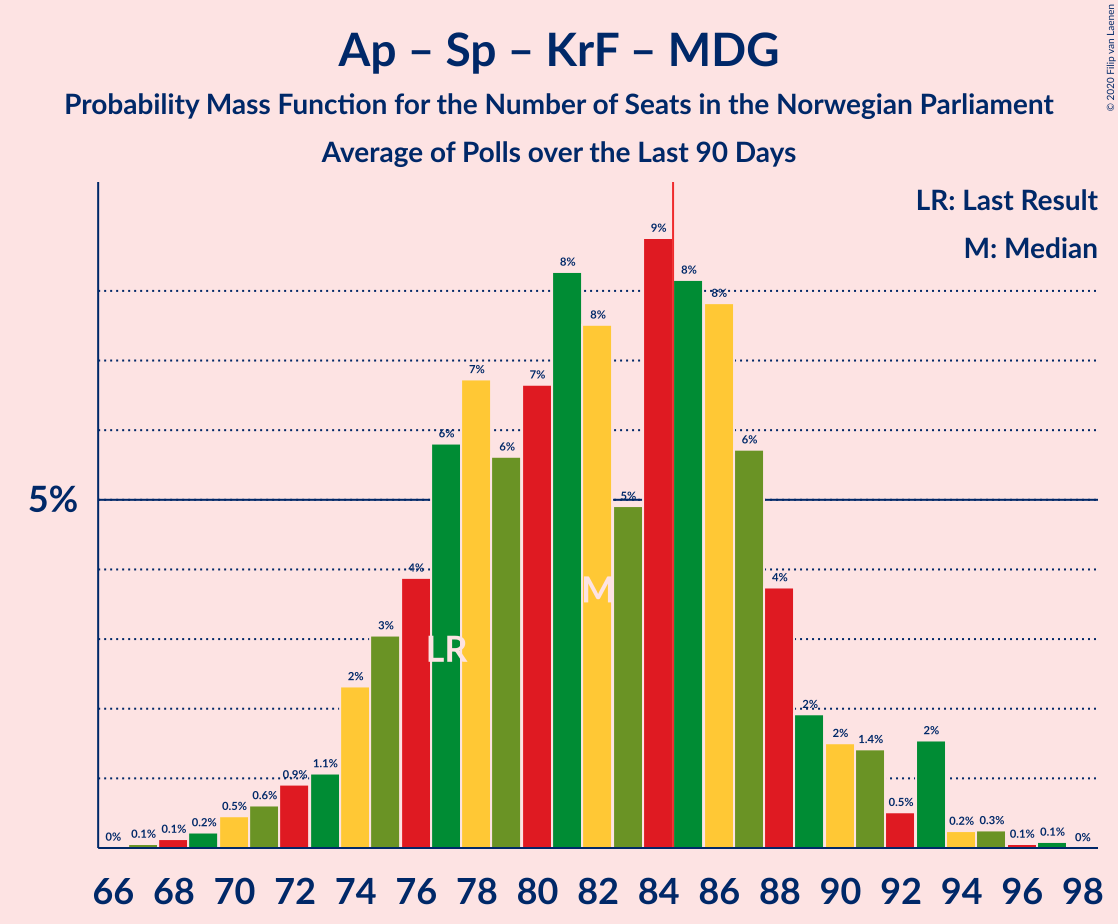 Ap – Sp – KrF – MDG
Probability Mass Function for the Number of Seats in the Norwegian Parliament
Average of Polls over the Last 90 Days
© 2020 Filip van Laenen
LR: Last Result
M: Median
5%
0% 0.1% 0.1% 0.2% 0.5% 0.6% 0.9% 1.1% 2% 3% 4% 6% 7% 6% 7% 8% 8% 5% 9% 8% 8% 6% 4% 2% 2% 1.4% 0.5% 2% 0.2% 0.3% 0.1% 0.1% 0%
LR
M
66 68 70 72 74 76 78 80 82 84 86 88 90 92 94 96 98